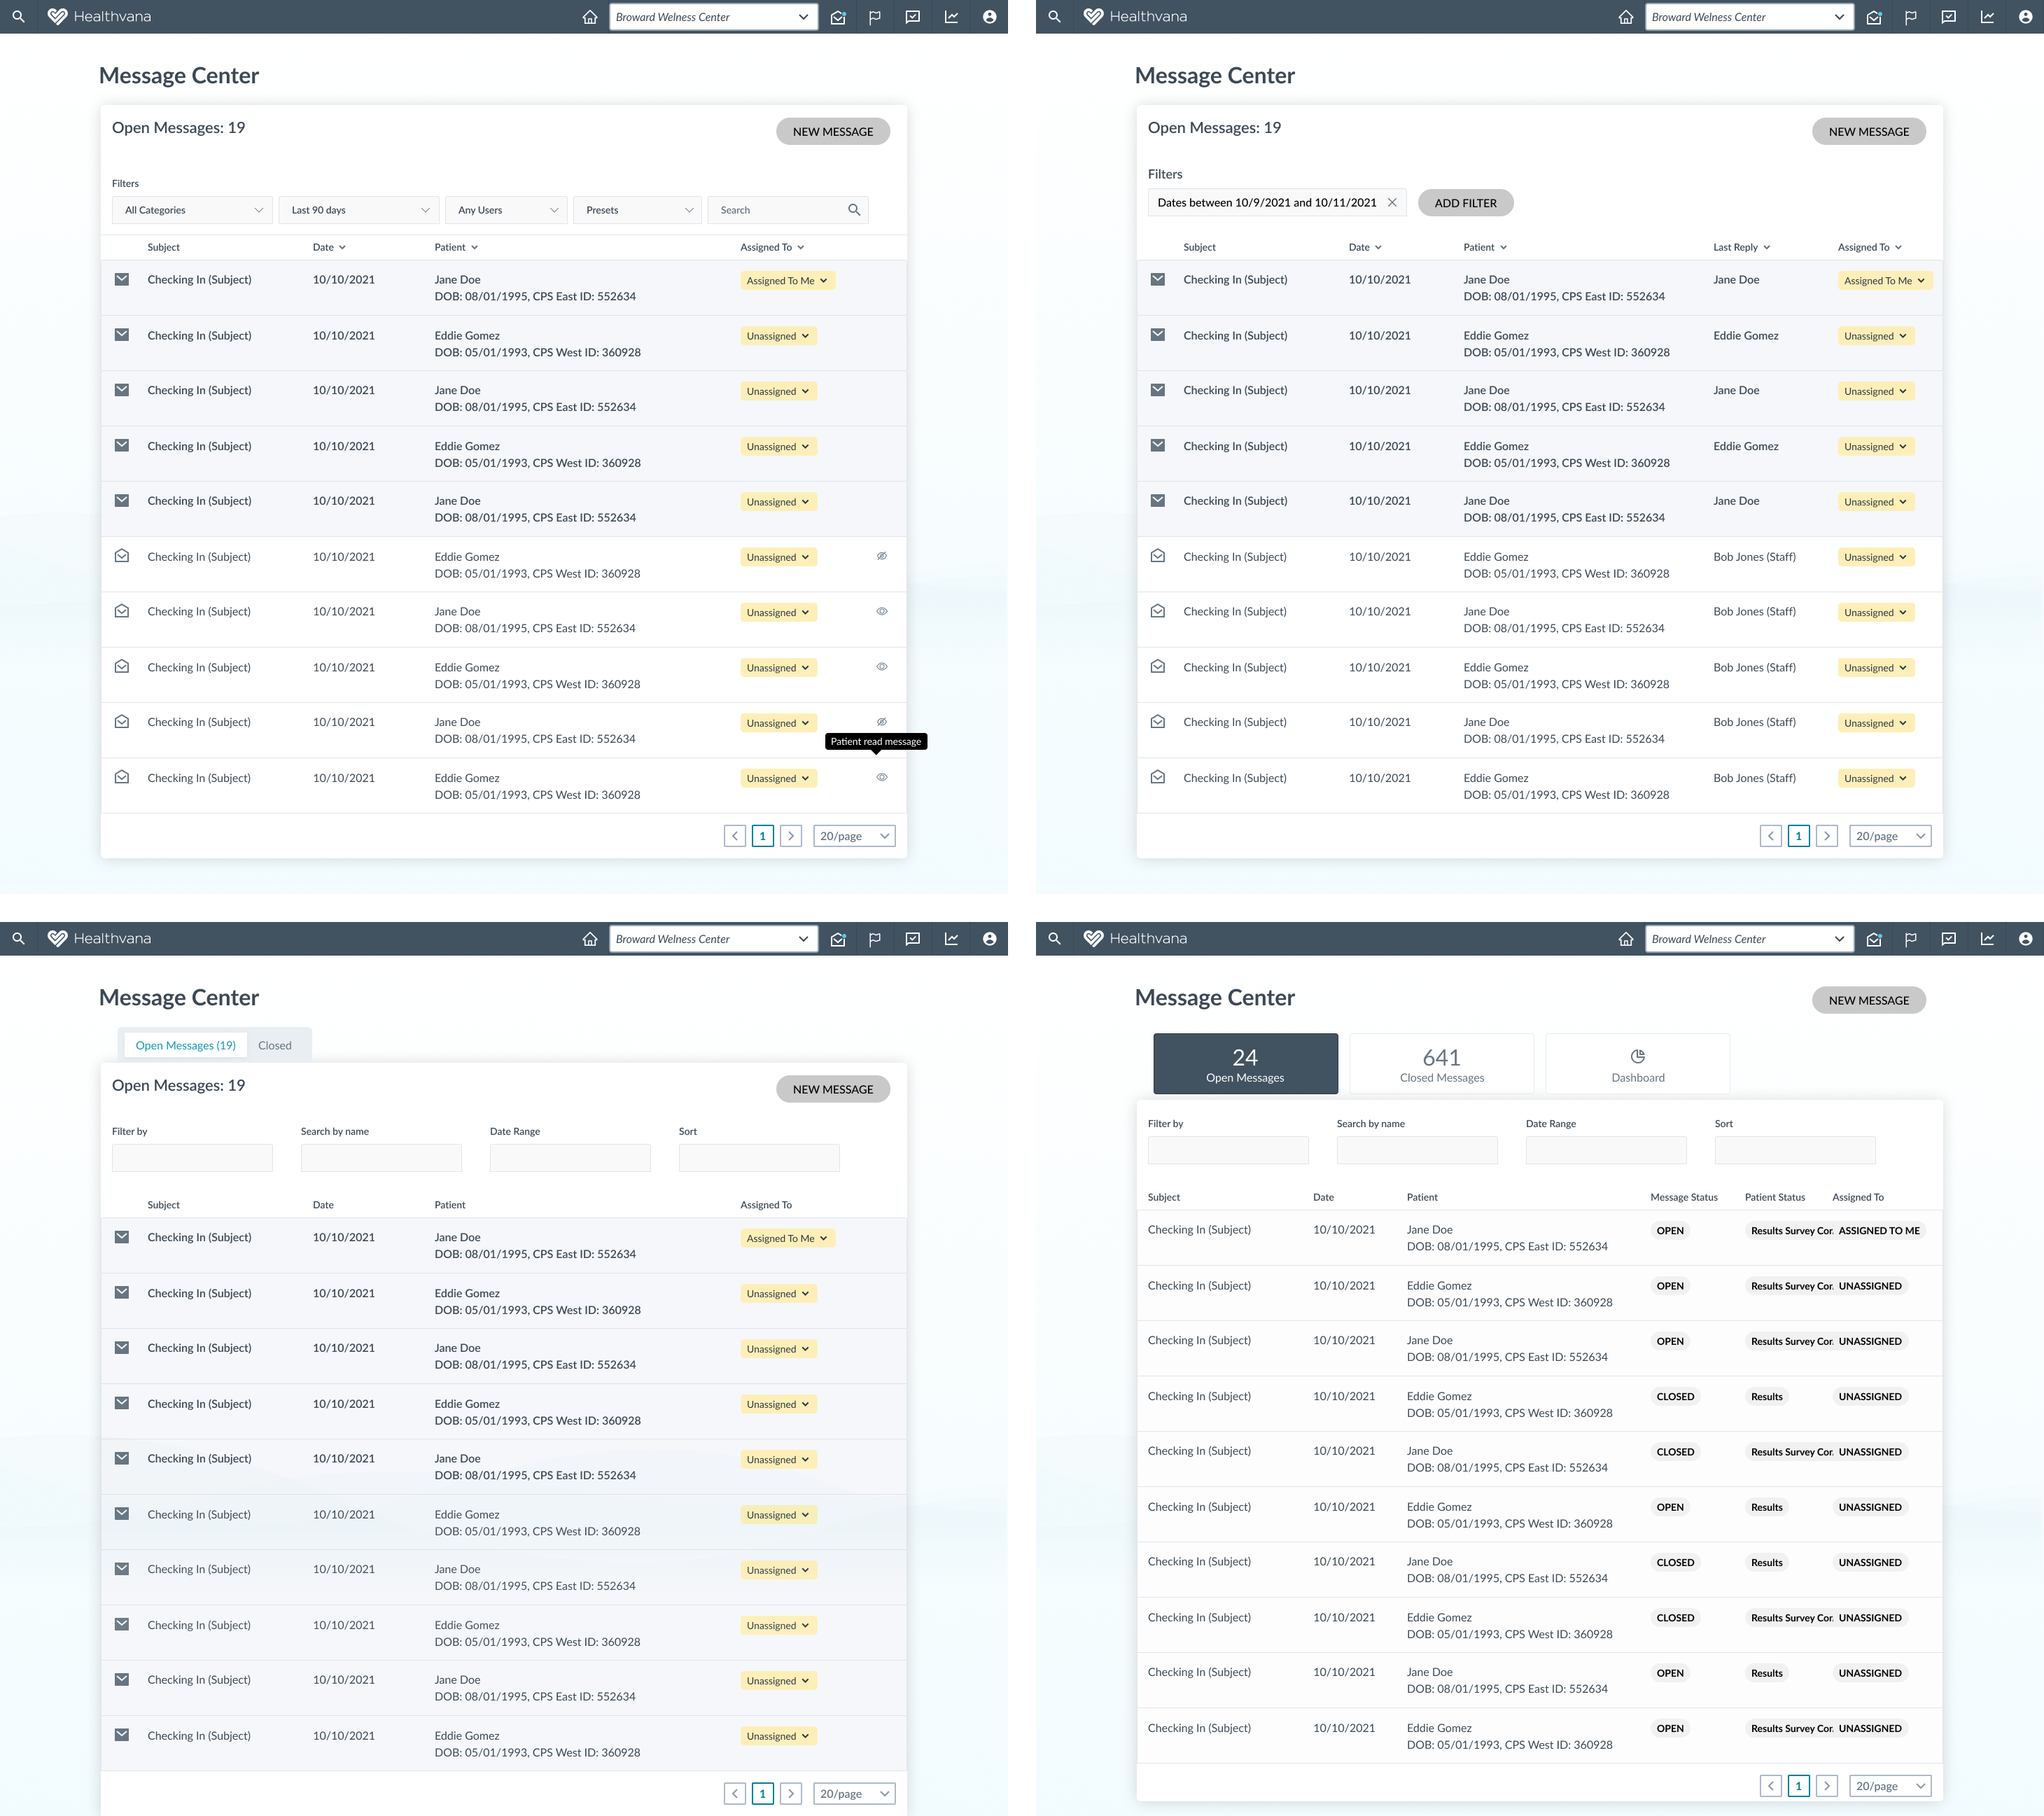 Healthvana
Broward Welness Center
Message Center
Open Messages: 19
NEW MESSAGE
Filters
All Categories
Last 90 days
Any Users
Presets
Search
Subject Date Patient Assigned To
Checking In (Subject) 10/10/2021 Jane Doe Assigned To Me
DOB: 08/01/1995, CPS East ID: 552634
Checking In (Subject) 10/10/2021 Eddie Gomez Unassigned
DOB: 05/01/1993, CPS West ID: 360928
Checking In (Subject) 10/10/2021 Jane Doe Unassigned
DOB: 08/01/1995, CPS East ID: 552634
Checking In (Subject) 10/10/2021 Eddie Gomez Unassigned
DOB: 05/01/1993, CPS West ID: 360928
Checking In (Subject) 10/10/2021 Jane Doe Unassigned
DOB: 08/01/1995, CPS East ID: 552634
Checking In (Subject) 10/10/2021 Eddie Gomez Unassigned
DOB: 05/01/1993, CPS West ID: 360928
Checking In (Subject) 10/10/2021 Jane Doe Unassigned
DOB: 08/01/1995, CPS East ID: 552634
Checking In (Subject) 10/10/2021 Eddie Gomez Unassigned
DOB: 05/01/1993, CPS West ID: 360928
Checking In (Subject) 10/10/2021 Jane Doe Unassigned
DOB: 08/01/1995, CPS East ID: 552634
Patient read message
Checking In (Subject) 10/10/2021 Eddie Gomez Unassigned
DOB: 05/01/1993, CPS West ID: 360928
1 20/page
Healthvana
Broward Welness Center
Message Center
Open Messages: 19
NEW MESSAGE
Filters
Dates between 10/9/2021 and 10/11/2021
ADD FILTER
Subject Date Patient Last Reply Assigned To
Checking In (Subject) 10/10/2021 Jane Doe Jane Doe Assigned To Me
DOB: 08/01/1995, CPS East ID: 552634
Checking In (Subject) 10/10/2021 Eddie Gomez Eddie Gomez Unassigned
DOB: 05/01/1993, CPS West ID: 360928
Checking In (Subject) 10/10/2021 Jane Doe Jane Doe Unassigned
DOB: 08/01/1995, CPS East ID: 552634
Checking In (Subject) 10/10/2021 Eddie Gomez Eddie Gomez Unassigned
DOB: 05/01/1993, CPS West ID: 360928
Checking In (Subject) 10/10/2021 Jane Doe Jane Doe Unassigned
DOB: 08/01/1995, CPS East ID: 552634
Checking In (Subject) 10/10/2021 Eddie Gomez Bob Jones (Staff) Unassigned
DOB: 05/01/1993, CPS West ID: 360928
Checking In (Subject) 10/10/2021 Jane Doe Bob Jones (Staff) Unassigned
DOB: 08/01/1995, CPS East ID: 552634
Checking In (Subject) 10/10/2021 Eddie Gomez Bob Jones (Staff) Unassigned
DOB: 05/01/1993, CPS West ID: 360928
Checking In (Subject) 10/10/2021 Jane Doe Bob Jones (Staff) Unassigned
DOB: 08/01/1995, CPS East ID: 552634
Checking In (Subject) 10/10/2021 Eddie Gomez Bob Jones (Staff) Unassigned
DOB: 05/01/1993, CPS West ID: 360928
1 20/page
Healthvana
Broward Welness Center
Message Center
Open Messages (19) Closed
Open Messages: 19
NEW MESSAGE
Filter by Search by name Date Range Sort
Subject Date Patient Assigned To
Checking In (Subject) 10/10/2021 Jane Doe Assigned To Me
DOB: 08/01/1995, CPS East ID: 552634
Checking In (Subject) 10/10/2021 Eddie Gomez Unassigned
DOB: 05/01/1993, CPS West ID: 360928
Checking In (Subject) 10/10/2021 Jane Doe Unassigned
DOB: 08/01/1995, CPS East ID: 552634
Checking In (Subject) 10/10/2021 Eddie Gomez Unassigned
DOB: 05/01/1993, CPS West ID: 360928
Checking In (Subject) 10/10/2021 Jane Doe Unassigned
DOB: 08/01/1995, CPS East ID: 552634
Checking In (Subject) 10/10/2021 Eddie Gomez Unassigned
DOB: 05/01/1993, CPS West ID: 360928
Checking In (Subject) 10/10/2021 Jane Doe Unassigned
DOB: 08/01/1995, CPS East ID: 552634
Checking In (Subject) 10/10/2021 Eddie Gomez Unassigned
DOB: 05/01/1993, CPS West ID: 360928
Checking In (Subject) 10/10/2021 Jane Doe Unassigned
DOB: 08/01/1995, CPS East ID: 552634
Checking In (Subject) 10/10/2021 Eddie Gomez Unassigned
DOB: 05/01/1993, CPS West ID: 360928
1 20/page
Healthvana
Broward Welness Center
Message Center
NEW MESSAGE
24
Open Messages
641
Closed Messages
Dashboard
Filter by Search by name Date Range Sort
Subject Date Patient Message Status Patient Status Assigned To
Checking In (Subject) 10/10/2021 Jane Doe OPEN Results Survey Cor. ASSIGNED TO ME
DOB: 08/01/1995, CPS East ID: 552634
Checking In (Subject) 10/10/2021 Eddie Gomez OPEN Results Survey Cor. UNASSIGNED
DOB: 05/01/1993, CPS West ID: 360928
Checking In (Subject) 10/10/2021 Jane Doe OPEN Results Survey Cor. UNASSIGNED
DOB: 08/01/1995, CPS East ID: 552634
Checking In (Subject) 10/10/2021 Eddie Gomez CLOSED Results UNASSIGNED
DOB: 05/01/1993, CPS West ID: 360928
Checking In (Subject) 10/10/2021 Jane Doe CLOSED Results Survey Cor. UNASSIGNED
DOB: 08/01/1995, CPS East ID: 552634
Checking In (Subject) 10/10/2021 Eddie Gomez OPEN Results UNASSIGNED
DOB: 05/01/1993, CPS West ID: 360928
Checking In (Subject) 10/10/2021 Jane Doe CLOSED Results UNASSIGNED
DOB: 08/01/1995, CPS East ID: 552634
Checking In (Subject) 10/10/2021 Eddie Gomez CLOSED Results Survey Cor. UNASSIGNED
DOB: 05/01/1993, CPS West ID: 360928
Checking In (Subject) 10/10/2021 Jane Doe OPEN Results UNASSIGNED
DOB: 08/01/1995, CPS East ID: 552634
Checking In (Subject) 10/10/2021 Eddie Gomez OPEN Results Survey Cor. UNASSIGNED
DOB: 05/01/1993, CPS West ID: 360928
1 20/page